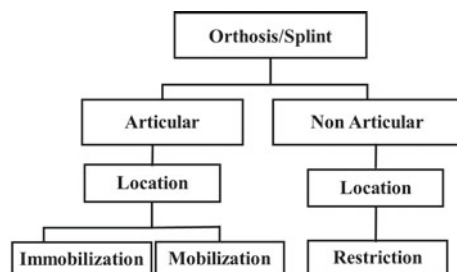 Orthosis/Splint
Articular
Non Articular
Location
Location
Immobilization
Mobilization
Restriction